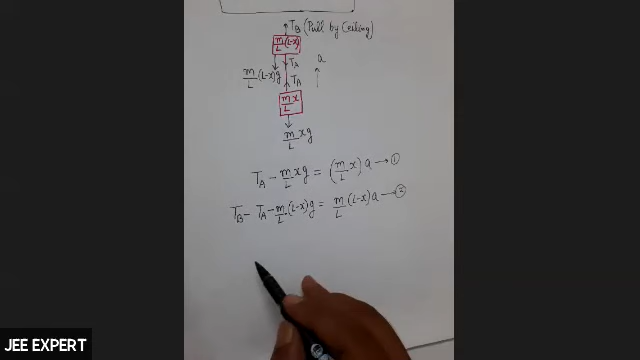 T_B (Pull by Ceiling)
m/L (L-x)
T_A
a
m/L (L-x)g
T_A
m/L x
m/L xg
T_A - m/L xg = (m/L x) a → ①
T_B - T_A - m/L (L-x)g = m/L (L-x) a → ②
JEE EXPERT